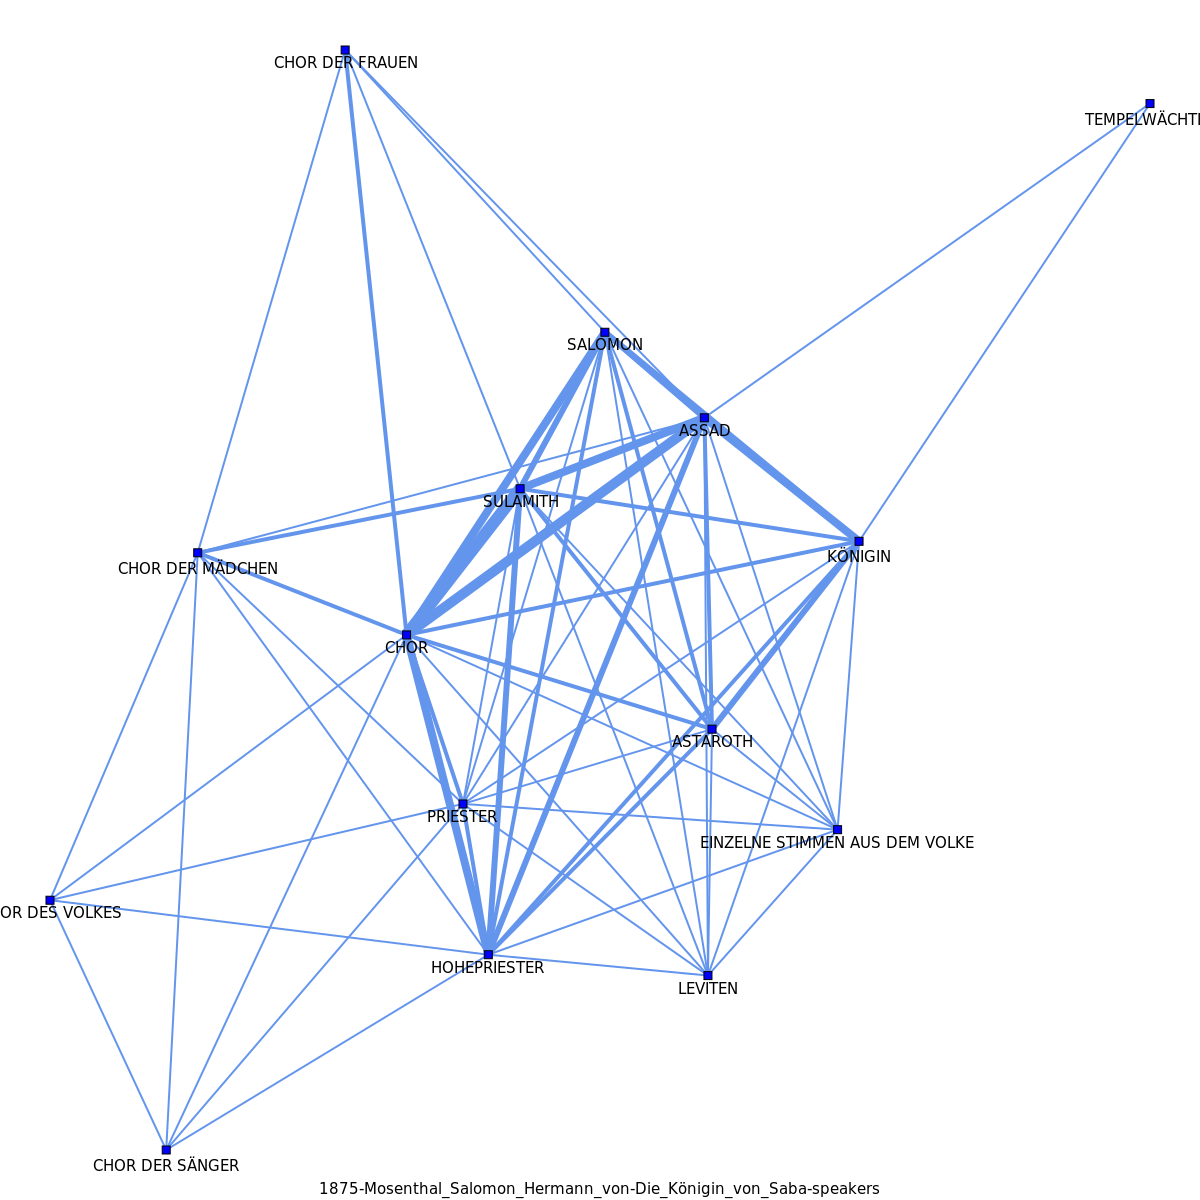 CHOR DER FRAUEN
TEMPELWÄCHT
SALOMON
ASSAD
SULAMITH
KÖNIGIN
CHOR DER MÄDCHEN
CHOR
ASTAROTH
PRIESTER
EINZELNE STIMMEN AUS DEM VOLKE
OR DES VOLKES
HOHEPRIESTER
LEVITEN
CHOR DER SÄNGER
1875-Mosenthal_Salomon_Hermann_von-Die_Königin_von_Saba-speakers